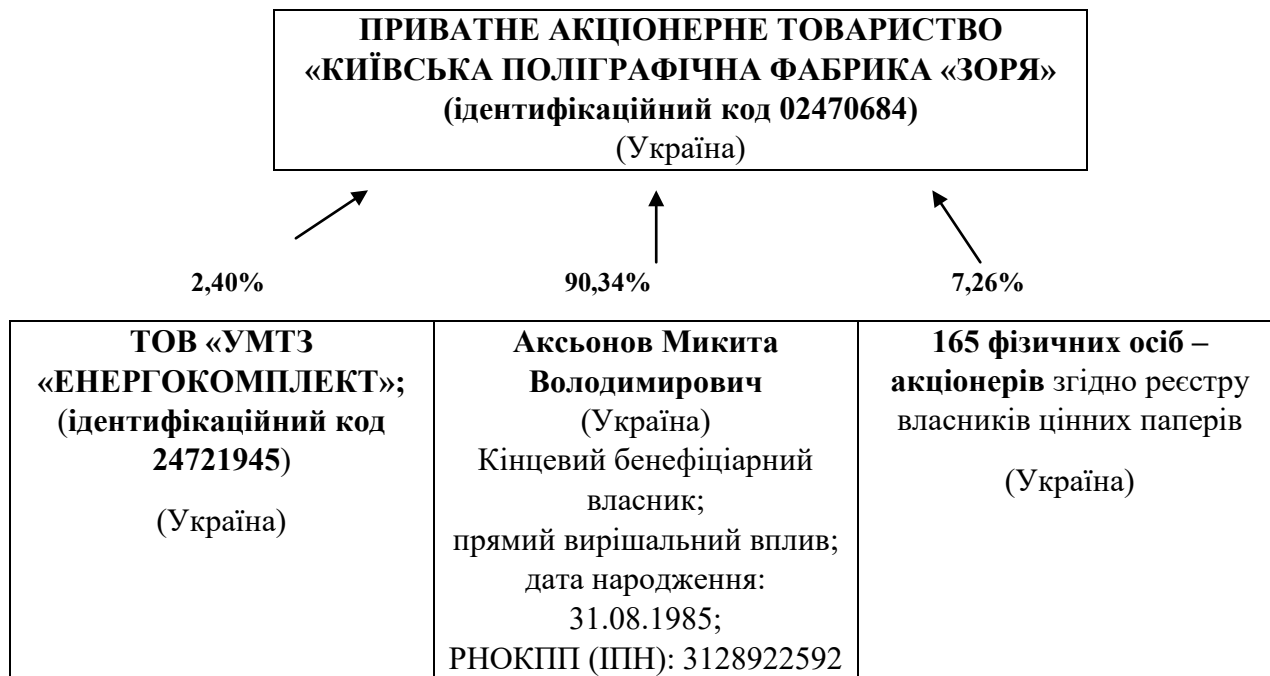 ПРИВАТНЕ АКЦІОНЕРНЕ ТОВАРИСТВО
«КИЇВСЬКА ПОЛІГРАФІЧНА ФАБРИКА «ЗОРЯ»
(ідентифікаційний код 02470684)
(Україна)
2,40%
90,34%
7,26%
ТОВ «УМТЗ
«ЕНЕРГОКОМПЛЕКТ»;
(ідентифікаційний код
24721945)
(Україна)
Аксьонов Микита
Володимирович
(Україна)
Кінцевий бенефіціарний
власник;
прямий вирішальний вплив;
дата народження:
31.08.1985;
РНОКПП (ІПН): 3128922592
165 фізичних осіб –
акціонерів згідно реєстру
власників цінних паперів
(Україна)